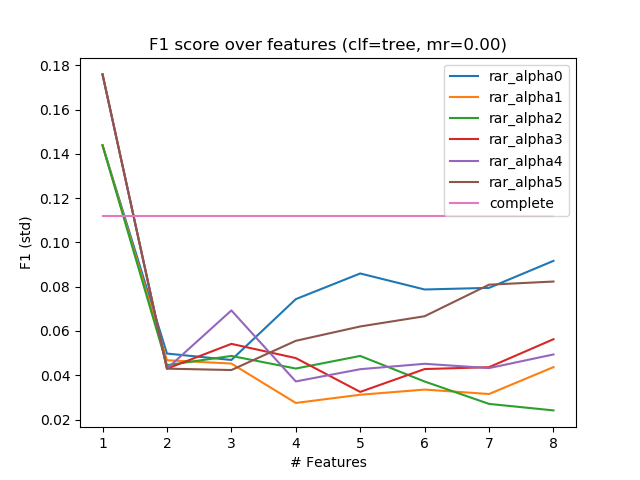 F1 score over features (clf=tree, mr=0.00)
rar_alpha0
rar_alpha1
rar_alpha2
rar_alpha3
rar_alpha4
rar_alpha5
complete
F1 (std)
0.18
0.16
0.14
0.12
0.10
0.08
0.06
0.04
0.02
1 2 3 4 5 6 7 8
# Features